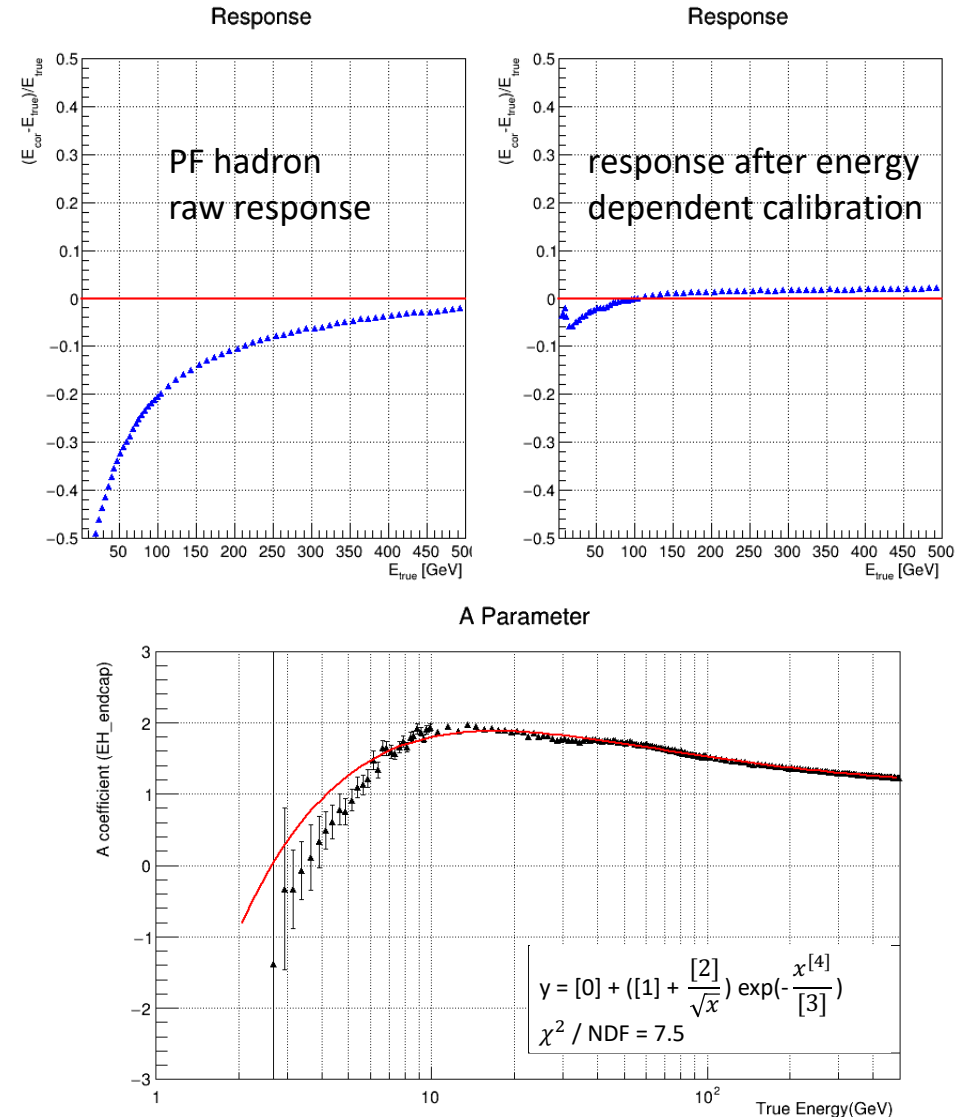 Response
(E_cor-E_true)/E_true
0.5
0.4
0.3
0.2
0.1
0
−0.1
−0.2
−0.3
−0.4
−0.5
PF hadron
raw response
50 100 150 200 250 300 350 400 450 500
E_true [GeV]
Response
(E_cor-E_true)/E_true
0.5
0.4
0.3
0.2
0.1
0
−0.1
−0.2
−0.3
−0.4
−0.5
response after energy
dependent calibration
50 100 150 200 250 300 350 400 450 500
E_true [GeV]
A Parameter
A coefficient (EH_endcap)
3
2
1
0
−1
−2
−3
y = [0] + ([1] + [2]/√x) exp(-x^[4]/[3])
χ² / NDF = 7.5
1 10 10²
True Energy(GeV)